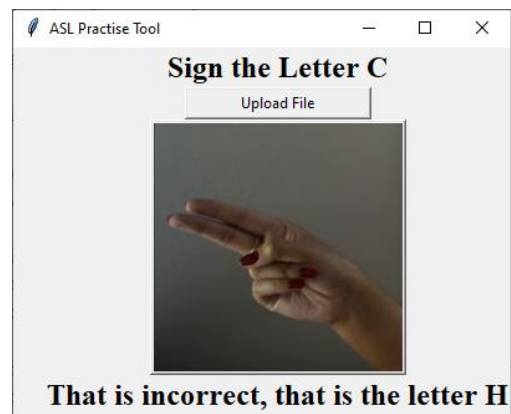 ASL Practise Tool
Sign the Letter C
Upload File
That is incorrect, that is the letter H